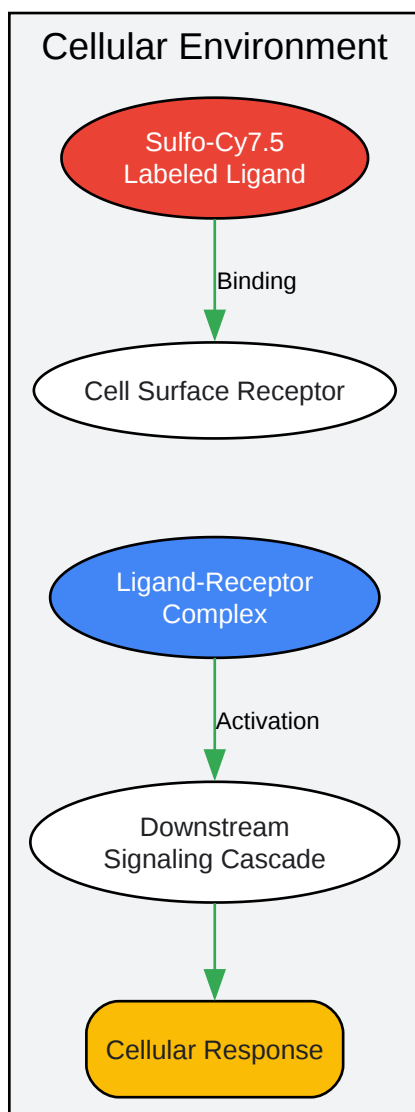 Cellular Environment
Sulfo-Cy7.5
Labeled Ligand
Binding
Cell Surface Receptor
Ligand-Receptor
Complex
Activation
Downstream
Signaling Cascade
Cellular Response